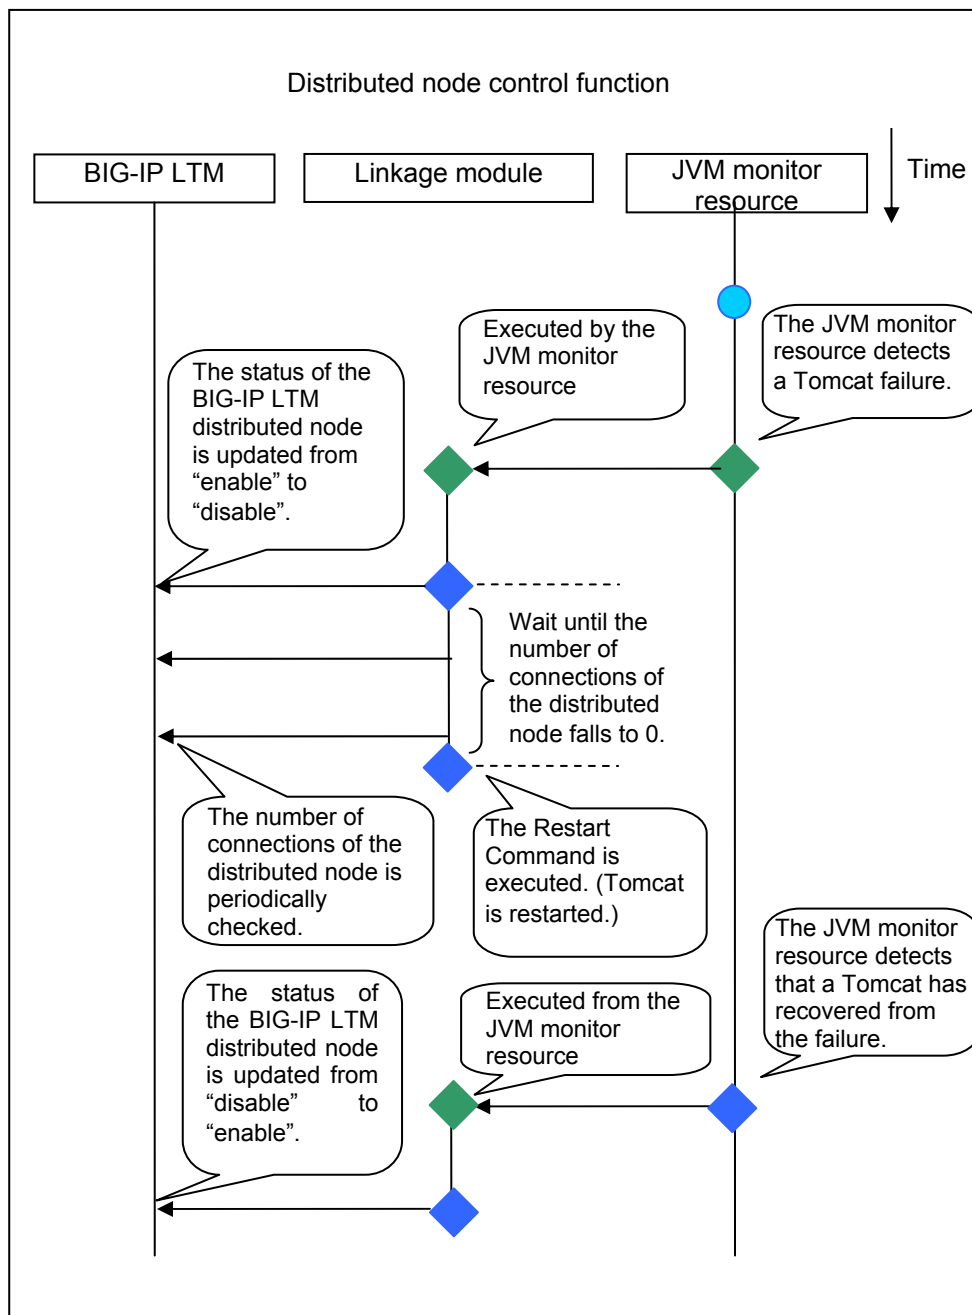 Distributed node control function
BIG-IP LTM
Linkage module
JVM monitor
resource
Time
The JVM monitor
resource detects
a Tomcat failure.
Executed by the
JVM monitor
resource
The status of the
BIG-IP LTM
distributed node
is updated from
“enable” to
“disable”.
Wait until the
number of
connections of
the distributed
node falls to 0.
The number of
connections of the
distributed node is
periodically
checked.
The Restart
Command is
executed. (Tomcat
is restarted.)
The JVM monitor
resource detects
that a Tomcat has
recovered from
the failure.
Executed from the
JVM monitor
resource
The status of
the BIG-IP LTM
distributed node
is updated from
“disable” to
“enable”.